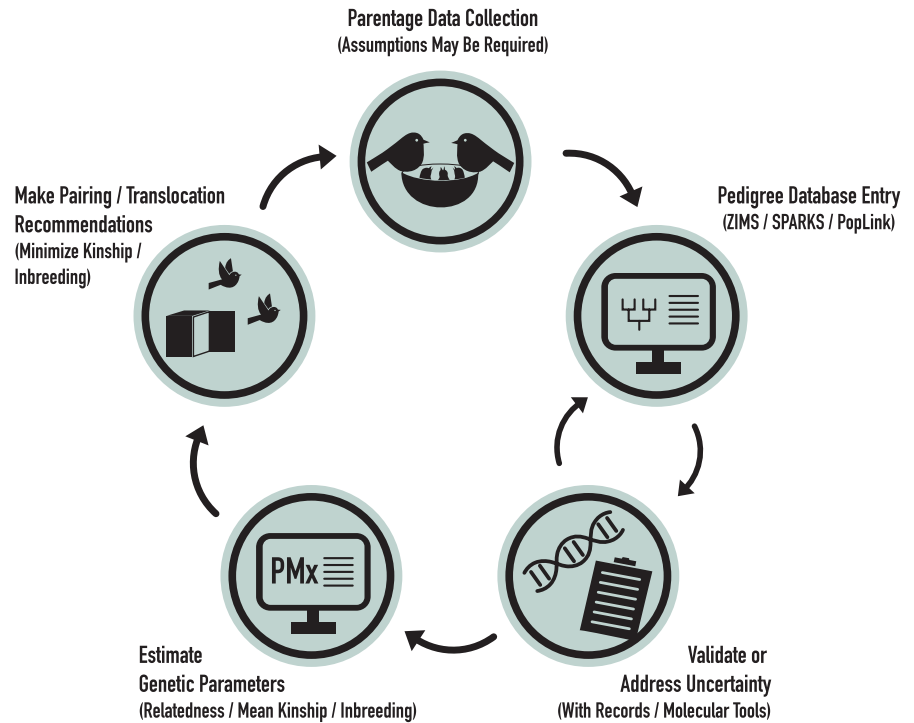 Parentage Data Collection
(Assumptions May Be Required)
Pedigree Database Entry
(ZIMS / SPARKS / PopLink)
Validate or
Address Uncertainty
(With Records / Molecular Tools)
PMx
Estimate
Genetic Parameters
(Relatedness / Mean Kinship / Inbreeding)
Make Pairing / Translocation
Recommendations
(Minimize Kinship /
Inbreeding)